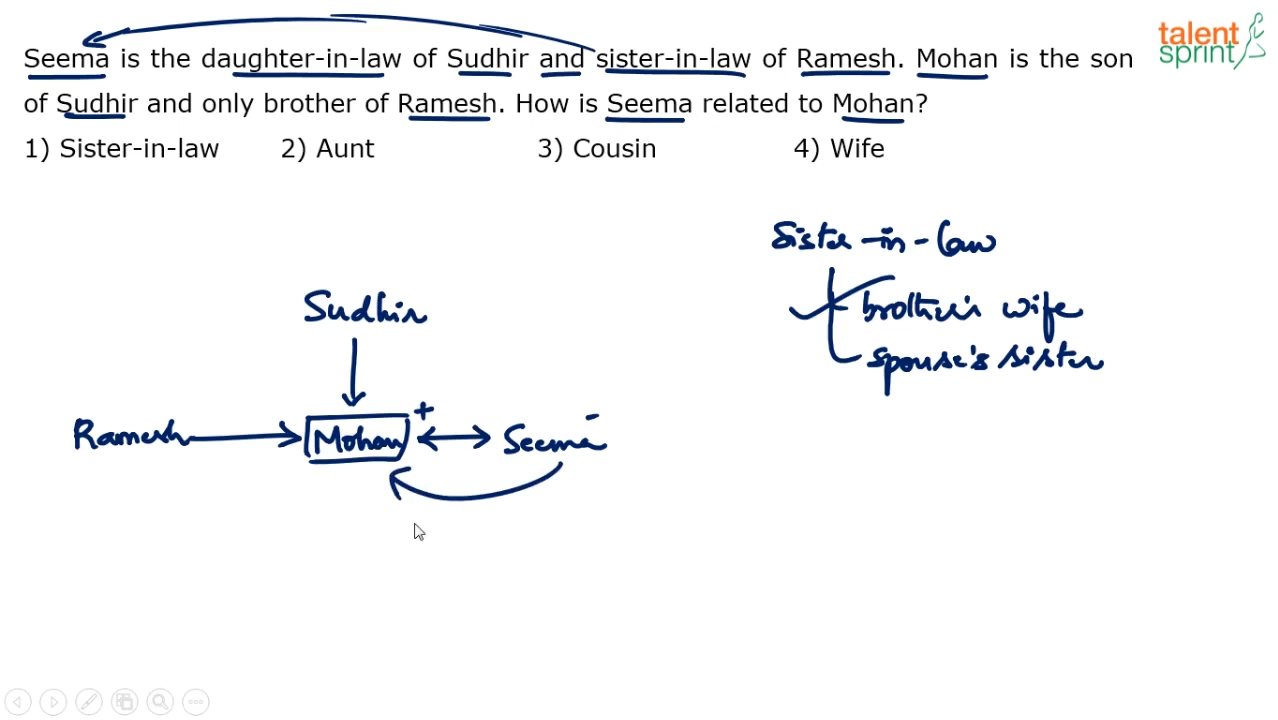 talent
sprint
Seema is the daughter-in-law of Sudhir and sister-in-law of Ramesh. Mohan is the son
of Sudhir and only brother of Ramesh. How is Seema related to Mohan?
1) Sister-in-law 2) Aunt 3) Cousin 4) Wife
Sister-in-law
brother's wife
spouse's sister
Sudhir
+ -
Ramesh Mohan Seema